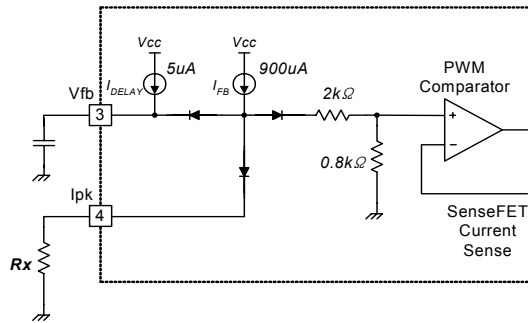 Vcc
Vcc
5uA
900uA
PWM
Comparator
Vfb
I_DELAY
I_FB
2kΩ
3
+
−
0.8kΩ
Ipk
4
SenseFET
Current
Sense
Rx